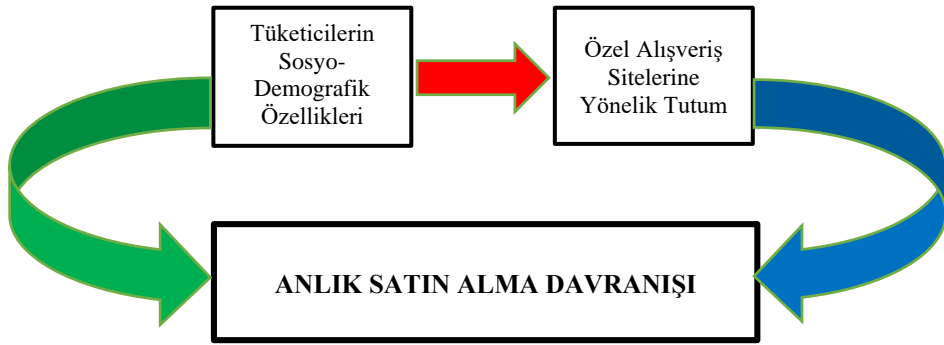 Tüketicilerin
Sosyo-
Demografik
Özellikleri
Özel Alışveriş
Sitelerine
Yönelik Tutum
ANLIK SATIN ALMA DAVRANIŞI